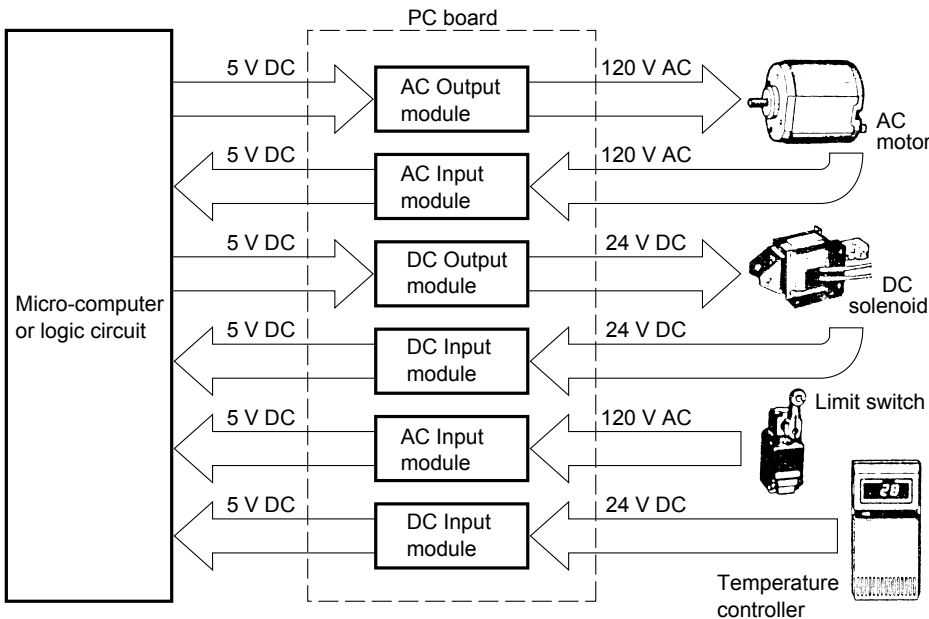 PC board
5 V DC
AC Output
module
120 V AC
AC
motor
5 V DC
AC Input
module
120 V AC
5 V DC
DC Output
module
24 V DC
DC
solenoid
Micro-computer
or logic circuit
5 V DC
DC Input
module
24 V DC
5 V DC
AC Input
module
120 V AC
Limit switch
5 V DC
DC Input
module
24 V DC
28
Temperature
controller